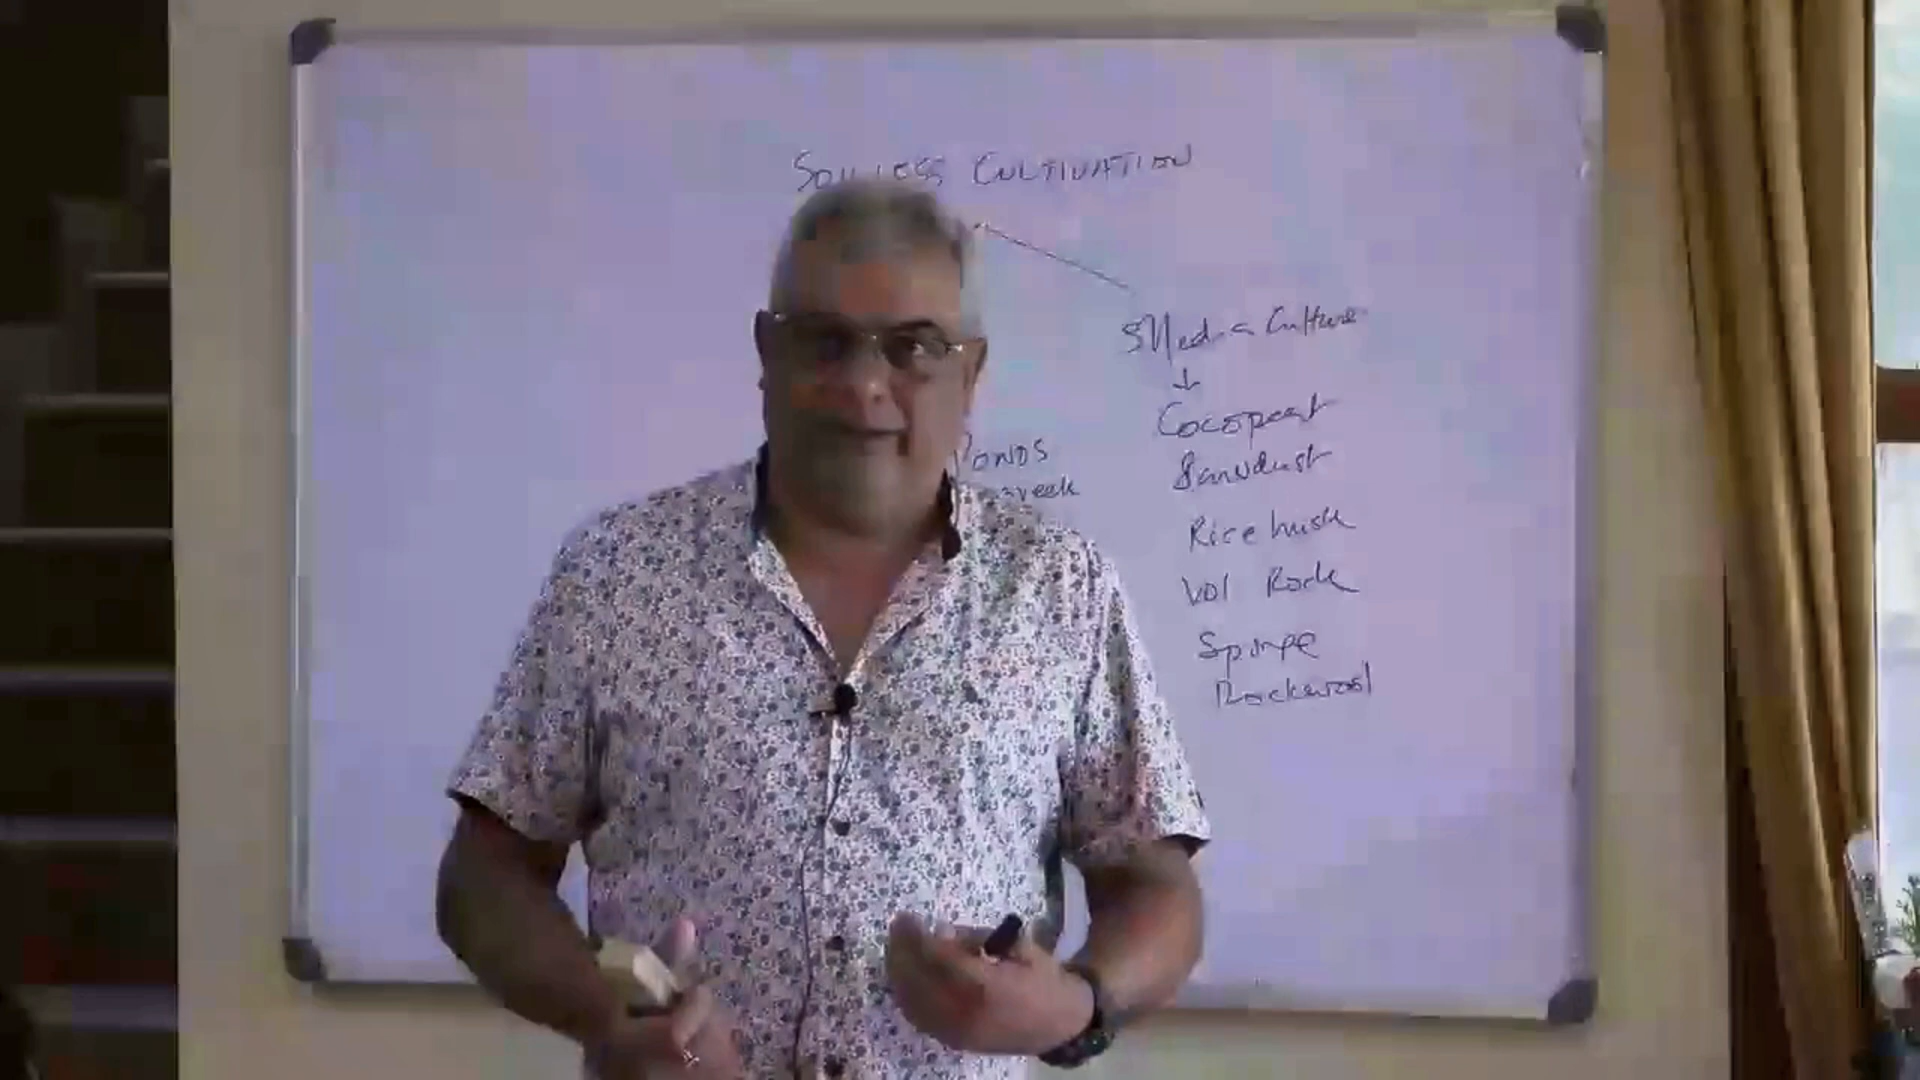 SOILLESS CULTIVATION
Media Culture
Ponds
Cocopeat
Sawdust
Rice husk
Vol Rock
Sponge
Rockwool